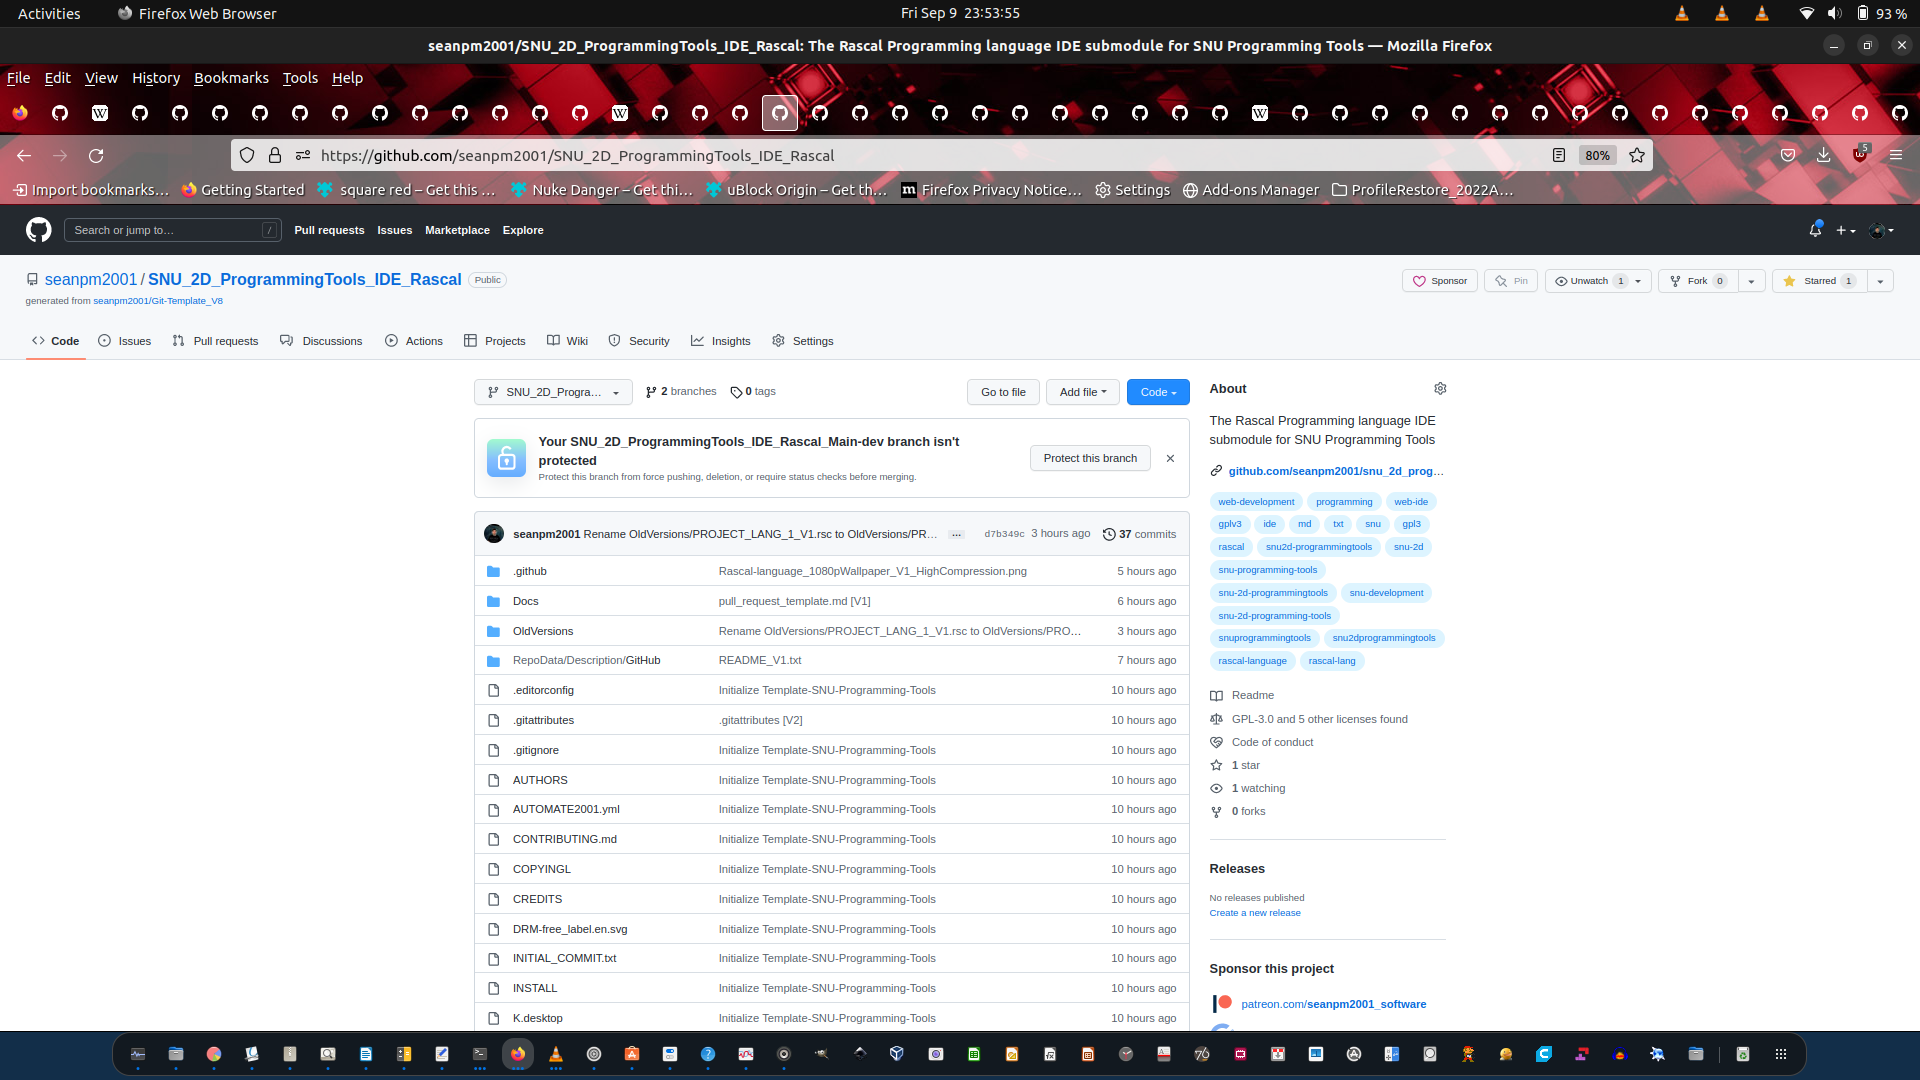 Activities
Firefox Web Browser
Fri Sep 9 23:53:55
93 %
seanpm2001/SNU_2D_ProgrammingTools_IDE_Rascal: The Rascal Programming language IDE submodule for SNU Programming Tools — Mozilla Firefox
File Edit View History Bookmarks Tools Help
https://github.com/seanpm2001/SNU_2D_ProgrammingTools_IDE_Rascal
80%
5
Import bookmarks…
Getting Started
square red – Get this …
Nuke Danger – Get thi…
uBlock Origin – Get th…
Firefox Privacy Notice…
Settings
Add-ons Manager
ProfileRestore_2022A…
Search or jump to…
/
Pull requests Issues Marketplace Explore
seanpm2001 / SNU_2D_ProgrammingTools_IDE_Rascal Public
generated from seanpm2001/Git-Template_V8
Sponsor
Pin
Unwatch 1
Fork 0
Starred 1
Code
Issues
Pull requests
Discussions
Actions
Projects
Wiki
Security
Insights
Settings
SNU_2D_Progra…
2 branches
0 tags
Go to file
Add file
Code
Your SNU_2D_ProgrammingTools_IDE_Rascal_Main-dev branch isn't
protected
Protect this branch from force pushing, deletion, or require status checks before merging.
Protect this branch
seanpm2001 Rename OldVersions/PROJECT_LANG_1_V1.rsc to OldVersions/PR… … d7b349c 3 hours ago 37 commits
.github Rascal-language_1080pWallpaper_V1_HighCompression.png 5 hours ago
Docs pull_request_template.md [V1] 6 hours ago
OldVersions Rename OldVersions/PROJECT_LANG_1_V1.rsc to OldVersions/PRO… 3 hours ago
RepoData/Description/GitHub README_V1.txt 7 hours ago
.editorconfig Initialize Template-SNU-Programming-Tools 10 hours ago
.gitattributes .gitattributes [V2] 10 hours ago
.gitignore Initialize Template-SNU-Programming-Tools 10 hours ago
AUTHORS Initialize Template-SNU-Programming-Tools 10 hours ago
AUTOMATE2001.yml Initialize Template-SNU-Programming-Tools 10 hours ago
CONTRIBUTING.md Initialize Template-SNU-Programming-Tools 10 hours ago
COPYINGL Initialize Template-SNU-Programming-Tools 10 hours ago
CREDITS Initialize Template-SNU-Programming-Tools 10 hours ago
DRM-free_label.en.svg Initialize Template-SNU-Programming-Tools 10 hours ago
INITIAL_COMMIT.txt Initialize Template-SNU-Programming-Tools 10 hours ago
INSTALL Initialize Template-SNU-Programming-Tools 10 hours ago
K.desktop Initialize Template-SNU-Programming-Tools 10 hours ago
About
The Rascal Programming language IDE
submodule for SNU Programming Tools
github.com/seanpm2001/snu_2d_prog…
web-development programming web-ide
gplv3 ide md txt snu gpl3
rascal snu2d-programmingtools snu-2d
snu-programming-tools
snu-2d-programmingtools snu-development
snu-2d-programming-tools
snuprogrammingtools snu2dprogrammingtools
rascal-language rascal-lang
Readme
GPL-3.0 and 5 other licenses found
Code of conduct
1 star
1 watching
0 forks
Releases
No releases published
Create a new release
Sponsor this project
patreon.com/seanpm2001_software